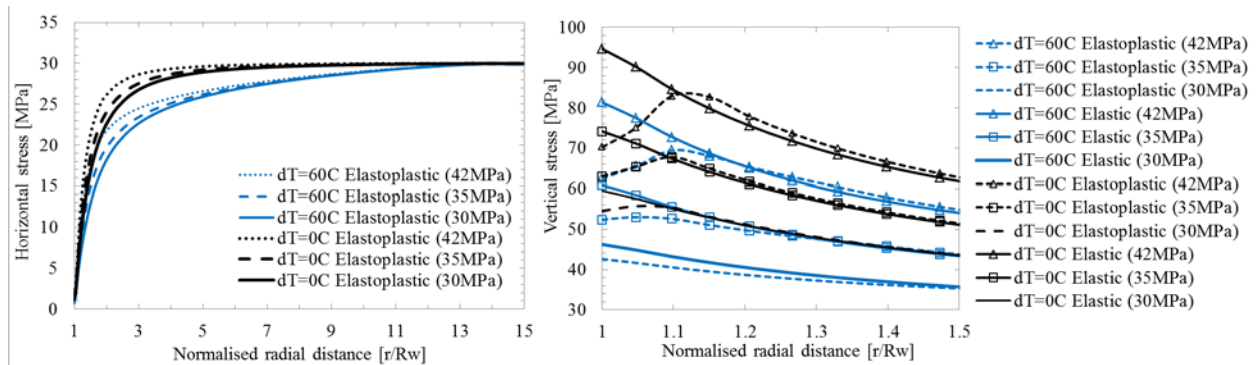 35
30
25
20
15
10
5
0
Horizontal stress [MPa]
dT=60C Elastoplastic (42MPa)
dT=60C Elastoplastic (35MPa)
dT=60C Elastoplastic (30MPa)
dT=0C Elastoplastic (42MPa)
dT=0C Elastoplastic (35MPa)
dT=0C Elastoplastic (30MPa)
1 3 5 7 9 11 13 15
Normalised radial distance [r/Rw]
100
90
80
70
60
50
40
30
Vertical stress [MPa]
1 1.1 1.2 1.3 1.4 1.5
Normalised radial distance [r/Rw]
dT=60C Elastoplastic (42MPa)
dT=60C Elastoplastic (35MPa)
dT=60C Elastoplastic (30MPa)
dT=60C Elastic (42MPa)
dT=60C Elastic (35MPa)
dT=60C Elastic (30MPa)
dT=0C Elastoplastic (42MPa)
dT=0C Elastoplastic (35MPa)
dT=0C Elastoplastic (30MPa)
dT=0C Elastic (42MPa)
dT=0C Elastic (35MPa)
dT=0C Elastic (30MPa)